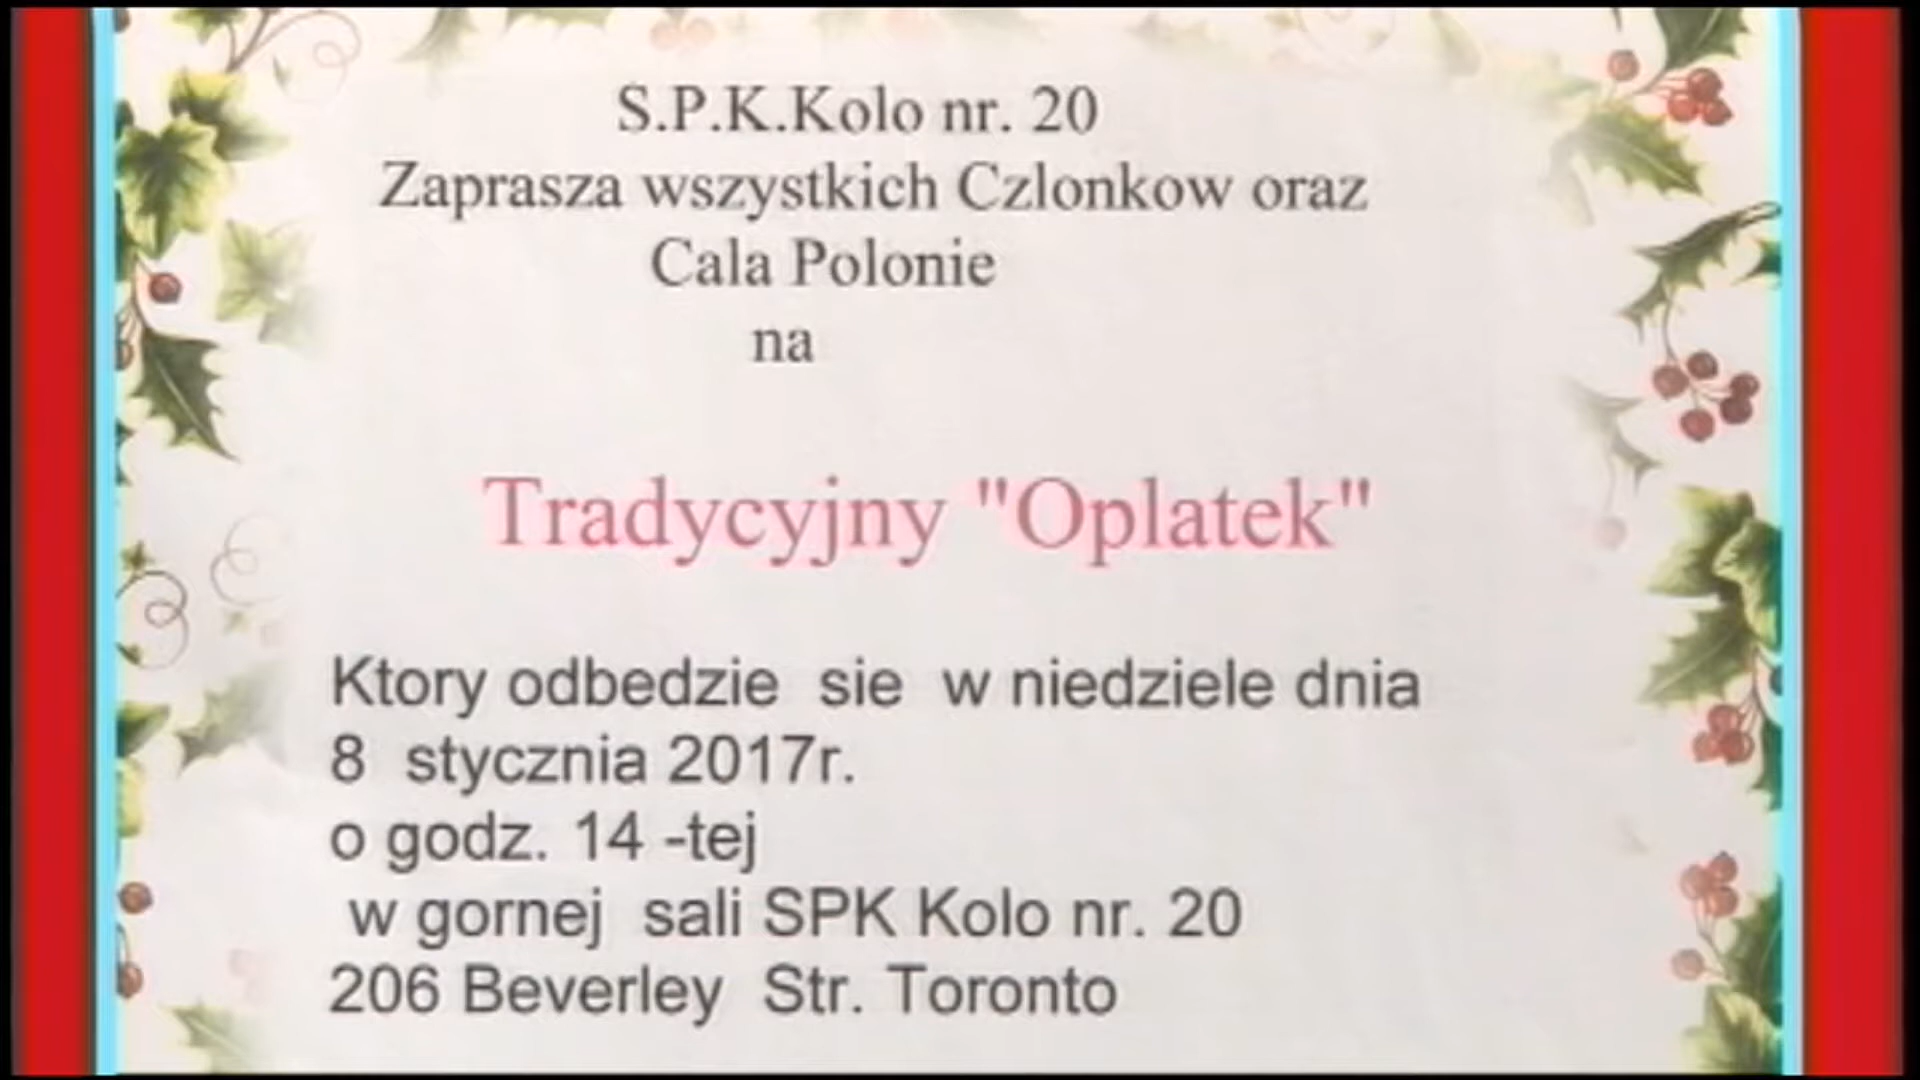 S.P.K.Kolo nr. 20
Zaprasza wszystkich Czlonkow oraz
Cala Polonie
na
Tradycyjny "Oplatek"
Ktory odbedzie sie w niedziele dnia
8 stycznia 2017r.
o godz. 14 -tej
w gornej sali SPK Kolo nr. 20
206 Beverley Str. Toronto